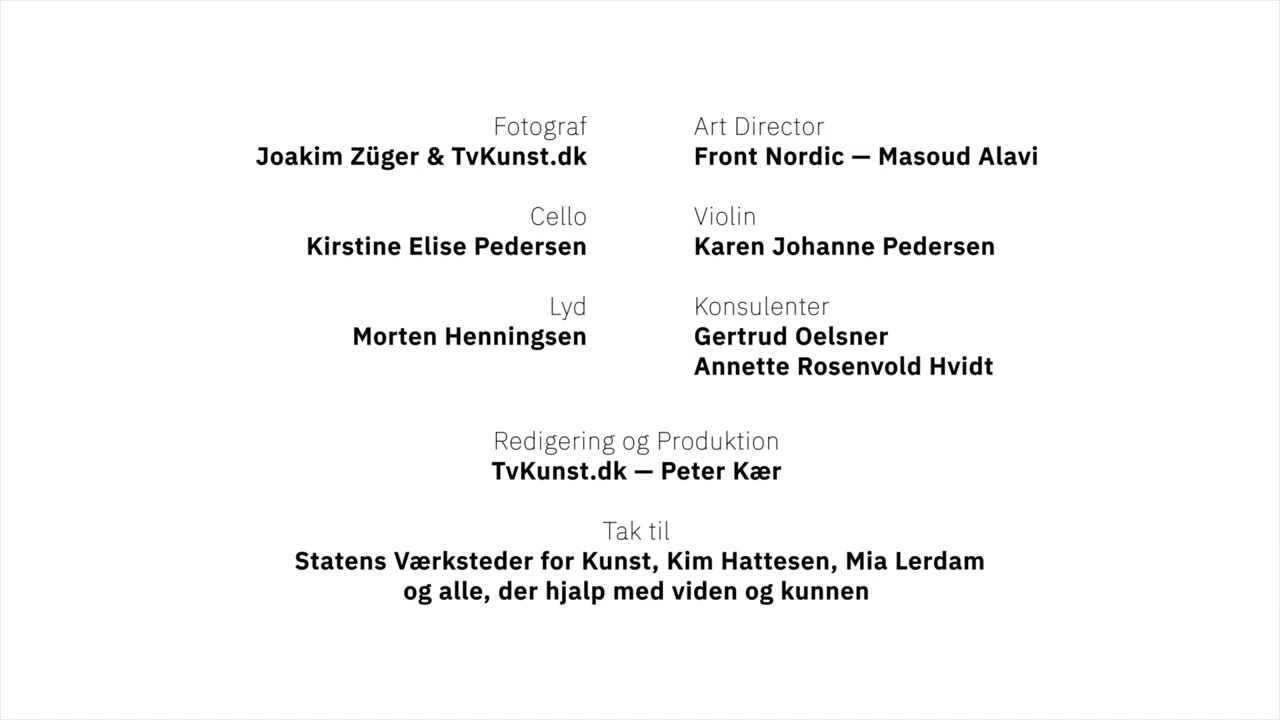 Fotograf
Joakim Züger & TvKunst.dk
Art Director
Front Nordic — Masoud Alavi
Cello
Kirstine Elise Pedersen
Violin
Karen Johanne Pedersen
Lyd
Morten Henningsen
Konsulenter
Gertrud Oelsner
Annette Rosenvold Hvidt
Redigering og Produktion
TvKunst.dk — Peter Kær
Tak til
Statens Værksteder for Kunst, Kim Hattesen, Mia Lerdam
og alle, der hjalp med viden og kunnen